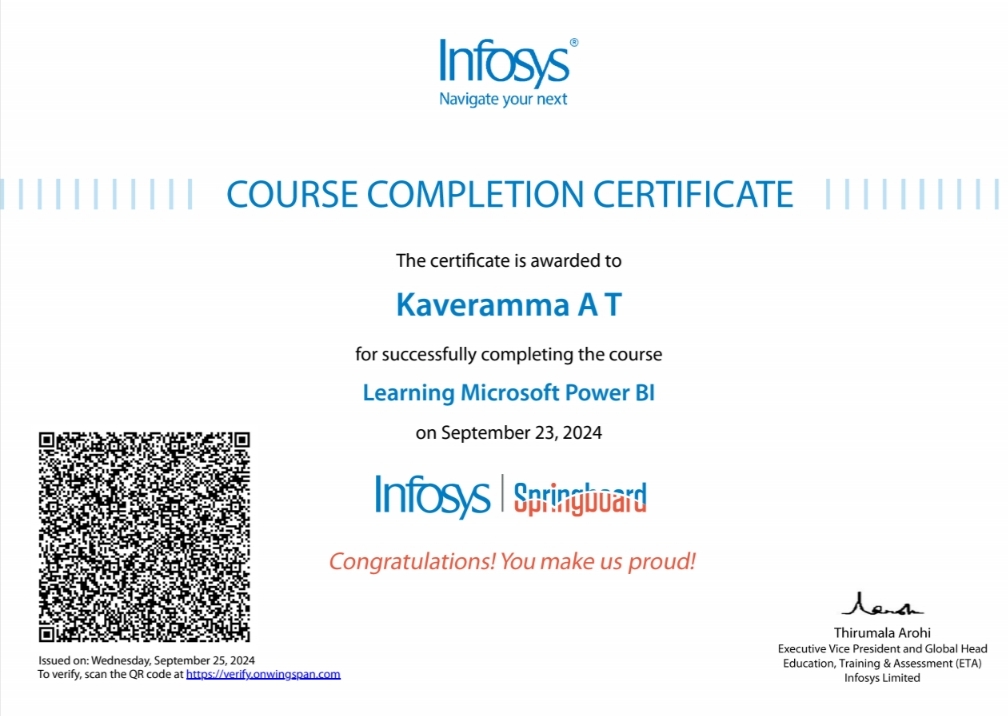 Infosys®
Navigate your next
COURSE COMPLETION CERTIFICATE
The certificate is awarded to
Kaveramma A T
for successfully completing the course
Learning Microsoft Power BI
on September 23, 2024
Infosys | Springboard
Congratulations! You make us proud!
Issued on: Wednesday, September 25, 2024
To verify, scan the QR code at https://verify.onwingspan.com
Thirumala Arohi
Executive Vice President and Global Head
Education, Training & Assessment (ETA)
Infosys Limited